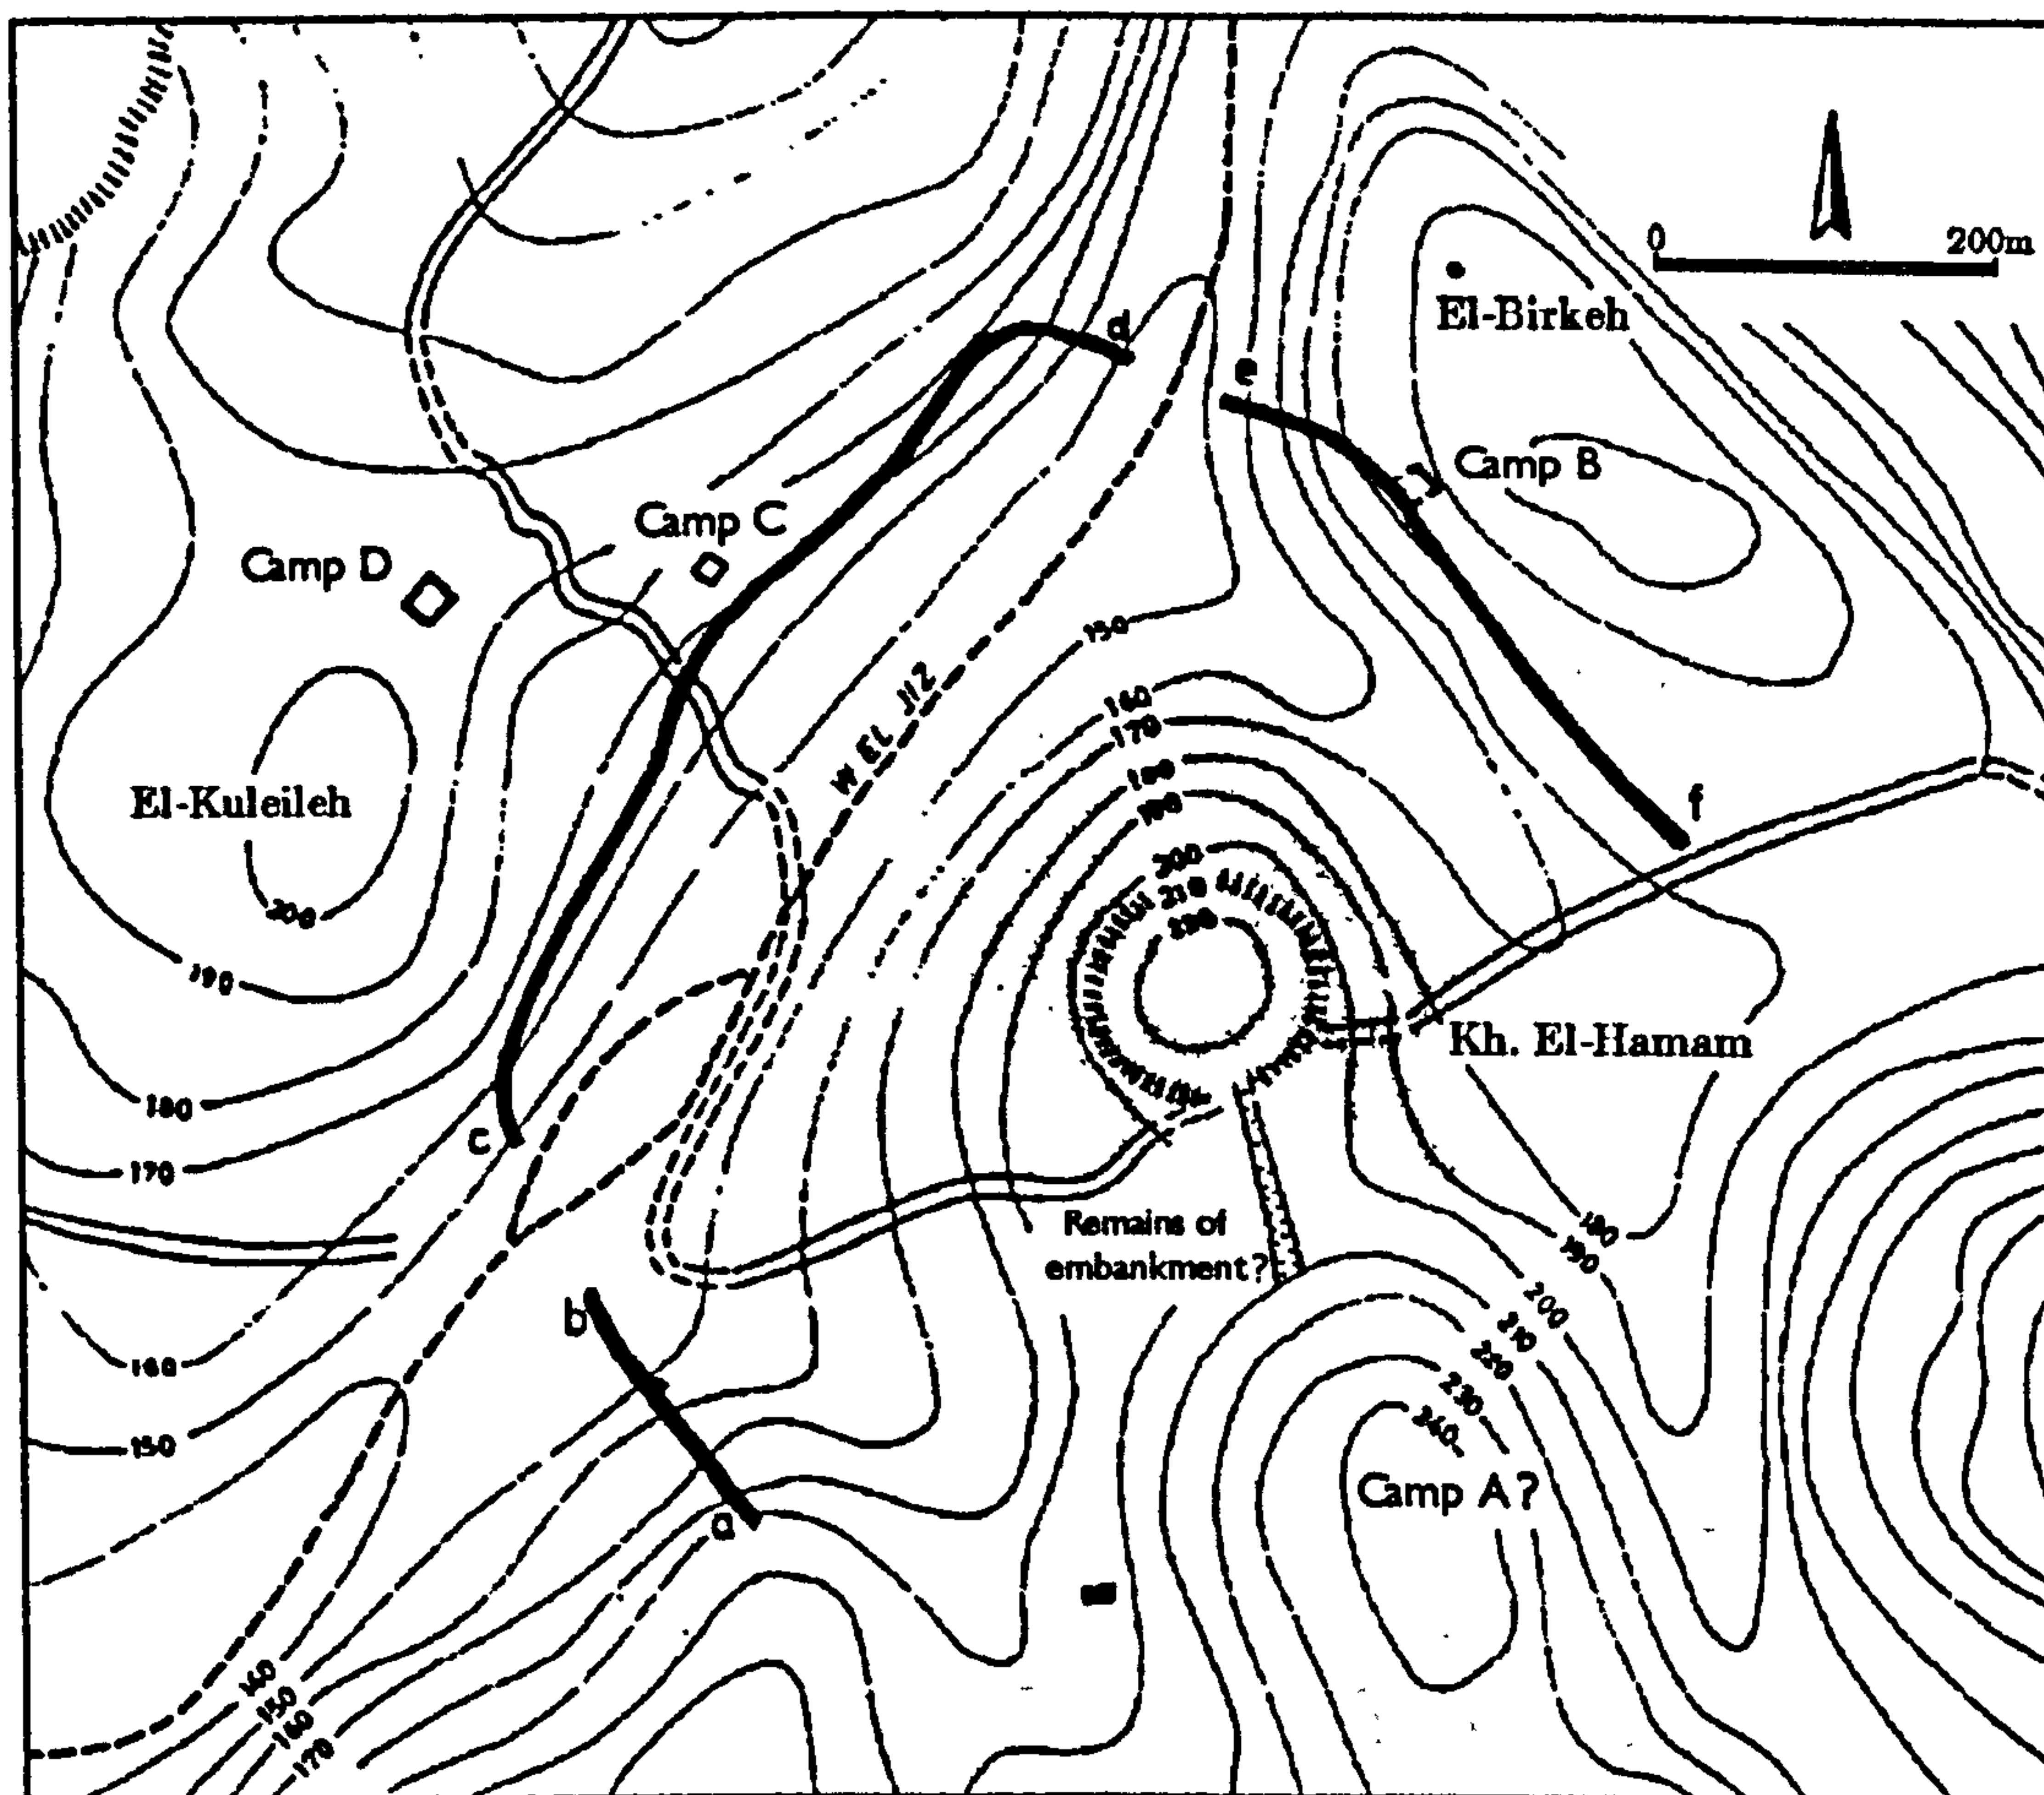 0 200m
El-Birkeh
d
e
Camp B
Camp C
Camp D
150
W EL JIZ
160
170
180
190
200
210
El-Kuleileh
f
200
190
Kh. El-Hamam
180
c
170
Remains of
embankment?
180
190
200
210
220
230
240
b
160
150
Camp A?
a
150
160
170